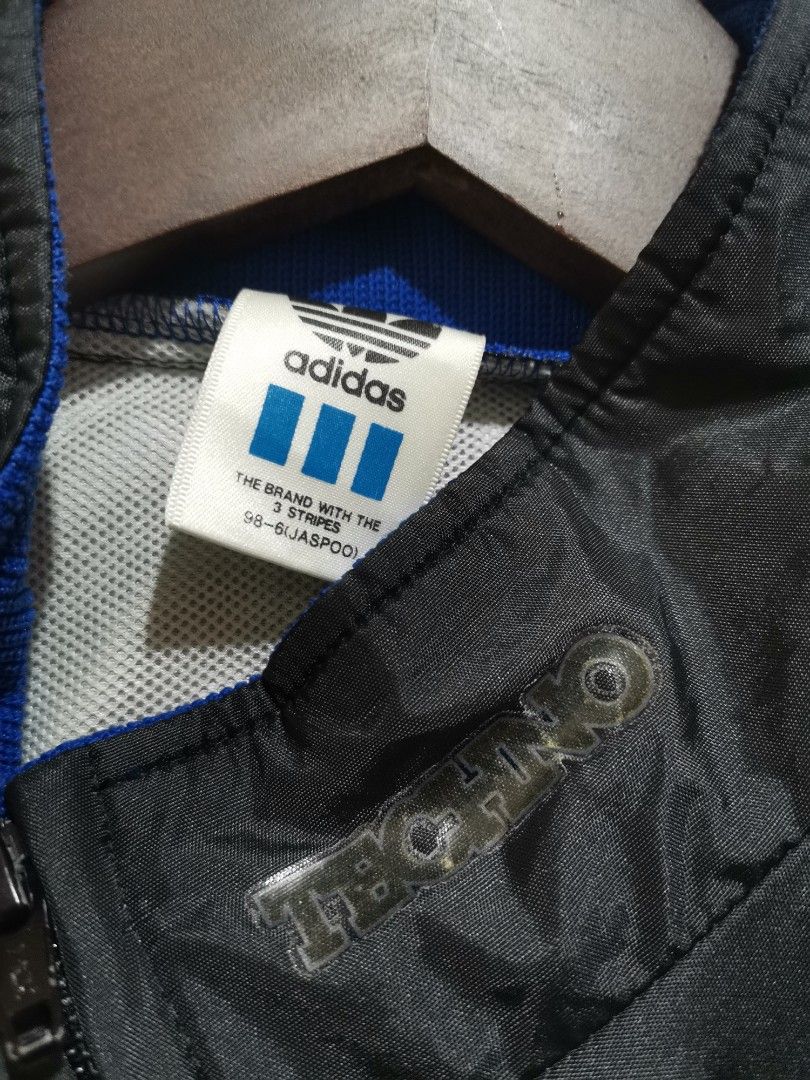 adidas
THE BRAND WITH THE
3 STRIPES
98-6(JASPOO)
TECHNO